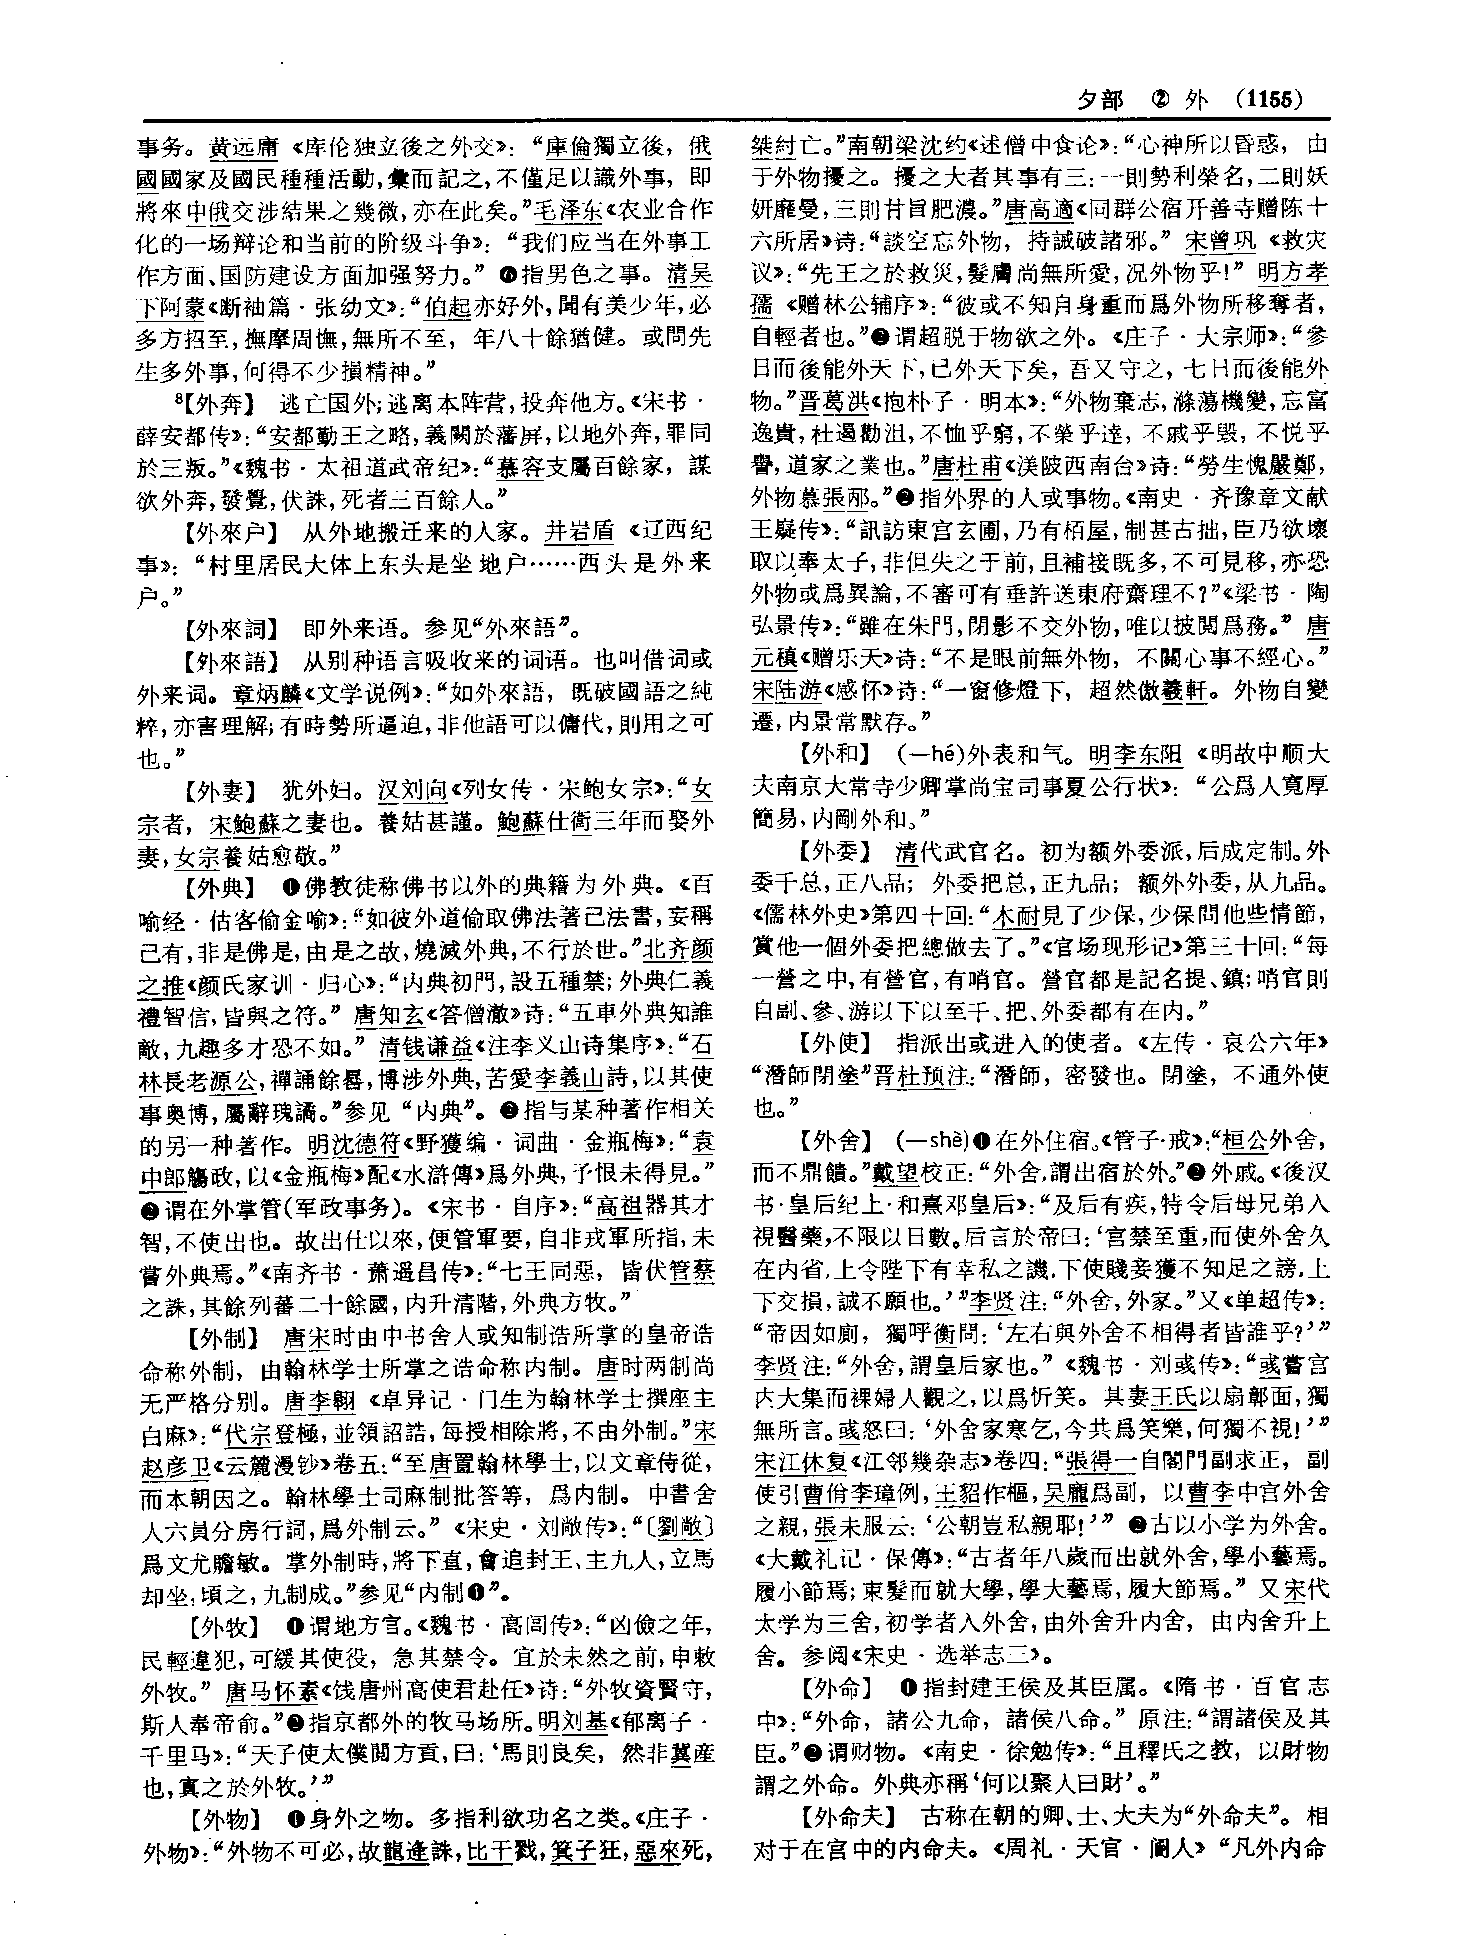 夕部 ② 外 (1155)
事务。黄远庸《库伦独立後之外交》：“庫倫獨立後，俄
國國家及國民種種活動，彙而記之，不僅足以識外事，即
將來中俄交涉結果之幾微，亦在此矣。”毛泽东《农业合作
化的一场辩论和当前的阶级斗争》：“我们应当在外事工
作方面、国防建设方面加强努力。”❻指男色之事。清吴
下阿蒙《断袖篇·张幼文》：“伯起亦好外，聞有美少年，必
多方招至，撫摩周憮，無所不至，年八十餘猶健。或問先
生多外事，何得不少損精神。”
⁸【外奔】 逃亡国外；逃离本阵营，投奔他方。《宋书·
薛安都传》：“安都勤王之略，義闕於藩屏，以地外奔，罪同
於三叛。”《魏书·太祖道武帝纪》：“慕容支屬百餘家，謀
欲外奔，發覺，伏誅，死者三百餘人。”
【外來户】 从外地搬迁来的人家。井岩盾《辽西纪
事》：“村里居民大体上东头是坐地户……西头是外来
户。”
【外來詞】 即外来语。参见“外來語”。
【外來語】 从别种语言吸收来的词语。也叫借词或
外来词。章炳麟《文学说例》：“如外來語，既破國語之純
粹，亦害理解；有時勢所逼迫，非他語可以傭代，則用之可
也。”
【外妻】 犹外妇。汉刘向《列女传·宋鲍女宗》：“女
宗者，宋鮑蘇之妻也。養姑甚謹。鮑蘇仕衛三年而娶外
妻，女宗養姑愈敬。”
【外典】 ❶佛教徒称佛书以外的典籍为外典。《百
喻经·估客偷金喻》：“如彼外道偷取佛法著己法書，妄稱
己有，非是佛是，由是之故，燒滅外典，不行於世。”北齐颜
之推《颜氏家训·归心》：“内典初門，設五種禁；外典仁義
禮智信，皆與之符。”唐知玄《答僧澈》诗：“五車外典知誰
敵，九趣多才恐不如。”清钱谦益《注李义山诗集序》：“石
林長老源公，禪誦餘晷，博涉外典，苦愛李義山詩，以其使
事奥博，屬辭瑰譎。”参见“内典”。❷指与某种著作相关
的另一种著作。明沈德符《野獲编·词曲·金瓶梅》：“袁
中郎觴政，以《金瓶梅》配《水滸傳》爲外典，予恨未得見。”
❸谓在外掌管(军政事务)。《宋书·自序》：“高祖器其才
智，不使出也。故出仕以來，便管軍要，自非戎軍所指，未
嘗外典焉。”《南齐书·萧遥昌传》：“七王同惡，皆伏管蔡
之誅，其餘列蕃二十餘國，内升清階，外典方牧。”
【外制】 唐宋时由中书舍人或知制诰所掌的皇帝诰
命称外制，由翰林学士所掌之诰命称内制。唐时两制尚
无严格分别。唐李翱《卓异记·门生为翰林学士撰座主
白麻》：“代宗登極，並領詔誥，每授相除將，不由外制。”宋
赵彦卫《云麓漫钞》卷五：“至唐置翰林學士，以文章侍從，
而本朝因之。翰林學士司麻制批答等，爲内制。中書舍
人六員分房行詞，爲外制云。”《宋史·刘敞传》：“〔劉敞〕
爲文尤贍敏。掌外制時，將下直，會追封王、主九人，立馬
却坐；頃之，九制成。”参见“内制❶”。
【外牧】 ❶谓地方官。《魏书·高闾传》：“凶儉之年，
民輕違犯，可緩其使役，急其禁令。宜於未然之前，申敕
外牧。”唐马怀素《饯唐州高使君赴任》诗：“外牧資賢守，
斯人奉帝俞。”❷指京都外的牧马场所。明刘基《郁离子·
千里马》：“天子使太僕閲方貢，曰：‘馬則良矣，然非冀産
也，寘之於外牧。’”
【外物】 ❶身外之物。多指利欲功名之类。《庄子·
外物》：“外物不可必，故龍逢誅，比干戮，箕子狂，惡來死，
桀紂亡。”南朝梁沈约《述僧中食论》：“心神所以昏惑，由
于外物擾之。擾之大者其事有三：一則勢利榮名，二則妖
妍靡曼，三則甘旨肥濃。”唐高適《同群公宿开善寺赠陈十
六所居》诗：“談空忘外物，持誡破諸邪。”宋曾巩《救灾
议》：“先王之於救災，髮膚尚無所愛，况外物乎！”明方孝
孺《赠林公辅序》：“彼或不知自身重而爲外物所移奪者，
自輕者也。”❷谓超脱于物欲之外。《庄子·大宗师》：“參
日而後能外天下，已外天下矣，吾又守之，七日而後能外
物。”晋葛洪《抱朴子·明本》：“外物棄志，滌蕩機變，忘富
逸貴，杜遏勸沮，不恤乎窮，不榮乎達，不戚乎毁，不悦乎
譽，道家之業也。”唐杜甫《渼陂西南台》诗：“勞生愧嚴鄭，
外物慕張邴。”❸指外界的人或事物。《南史·齐豫章文献
王嶷传》：“訊訪東宫玄圃，乃有栢屋，制甚古拙，臣乃欲壞
取以奉太子，非但失之于前，且補接既多，不可見移，亦恐
外物或爲異論，不審可有垂許送東府齋理不？”《梁书·陶
弘景传》：“雖在朱門，閉影不交外物，唯以披閲爲務。”唐
元稹《赠乐天》诗：“不是眼前無外物，不關心事不經心。”
宋陆游《感怀》诗：“一窗修燈下，超然傲羲軒。外物自變
遷，内景常默存。”
【外和】 (—hé)外表和气。明李东阳《明故中顺大
夫南京大常寺少卿掌尚宝司事夏公行状》：“公爲人寬厚
簡易，内剛外和。”
【外委】 清代武官名。初为额外委派，后成定制。外
委千总，正八品；外委把总，正九品；额外外委，从九品。
《儒林外史》第四十回：“木耐見了少保，少保問他些情節，
賞他一個外委把總做去了。”《官场现形记》第三十回：“每
一營之中，有營官，有哨官。營官都是記名提、鎮；哨官則
自副、參、游以下以至千、把、外委都有在内。”
【外使】 指派出或进入的使者。《左传·哀公六年》
“潛師閉塗”晋杜预注：“潛師，密發也。閉塗，不通外使
也。”
【外舍】 (—shè)❶在外住宿。《管子·戒》：“桓公外舍，
而不鼎饋。”戴望校正：“外舍，謂出宿於外。”❷外戚。《後汉
书·皇后纪上·和熹邓皇后》：“及后有疾，特令后母兄弟入
視醫藥，不限以日數。后言於帝曰：‘宫禁至重，而使外舍久
在内省，上令陛下有幸私之譏，下使賤妾獲不知足之謗，上
下交損，誠不願也。’”李贤注：“外舍，外家。”又《单超传》：
“帝因如廁，獨呼衡問：‘左右與外舍不相得者皆誰乎？’”
李贤注：“外舍，謂皇后家也。”《魏书·刘彧传》：“彧嘗宫
内大集而裸婦人觀之，以爲忻笑。其妻王氏以扇鄣面，獨
無所言。彧怒曰：‘外舍家寒乞，今共爲笑樂，何獨不視！’”
宋江休复《江邻幾杂志》卷四：“張得一自閤門副求正，副
使引曹佾李璋例，王貽作樞，吴龐爲副，以曹李中宫外舍
之親，張未服云：‘公朝豈私親耶！’”❸古以小学为外舍。
《大戴礼记·保傅》：“古者年八歲而出就外舍，學小藝焉。
履小節焉；束髮而就大學，學大藝焉，履大節焉。”又宋代
太学为三舍，初学者入外舍，由外舍升内舍，由内舍升上
舍。参阅《宋史·选举志三》。
【外命】 ❶指封建王侯及其臣属。《隋书·百官志
中》：“外命，諸公九命，諸侯八命。”原注：“謂諸侯及其
臣。”❷谓财物。《南史·徐勉传》：“且釋氏之教，以財物
謂之外命。外典亦稱‘何以聚人曰財’。”
【外命夫】 古称在朝的卿、士、大夫为“外命夫”。相
对于在宫中的内命夫。《周礼·天官·阍人》“凡外内命